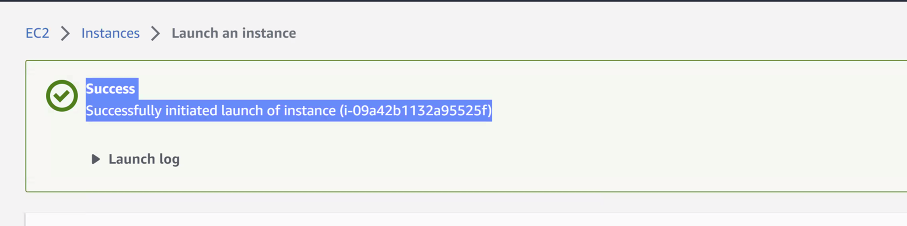 EC2 > Instances > Launch an instance
Success
Successfully initiated launch of instance (i-09a42b1132a95525f)
Launch log